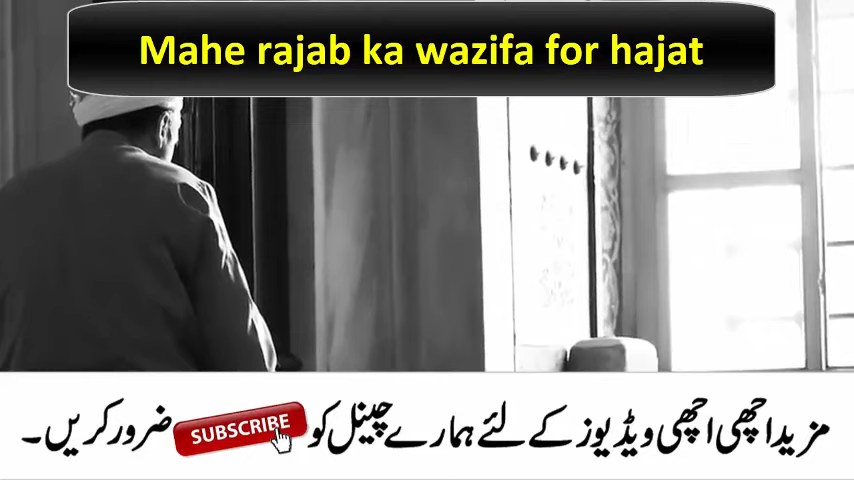 Mahe rajab ka wazifa for hajat
مزید اچھی اچھی ویڈیوز کے لئے ہمارے چینل کو SUBSCRIBE ضرور کریں۔